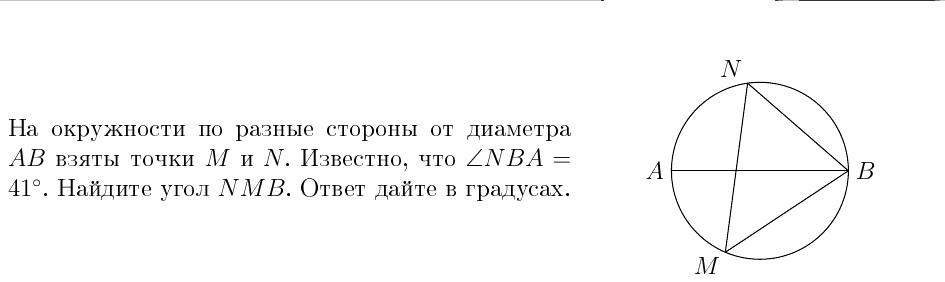 N
На окружности по разные стороны от диаметра
AB взяты точки M и N. Известно, что ∠NBA =
41°. Найдите угол NMB. Ответ дайте в градусах.
A
B
M